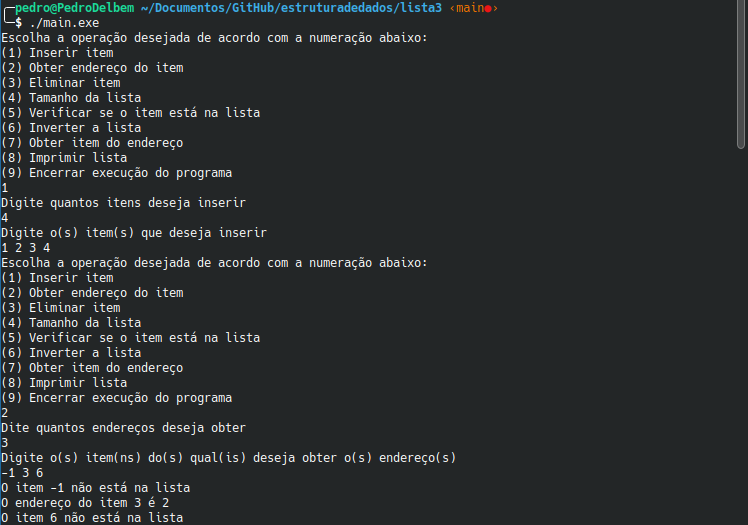 pedro@PedroDelbem ~/Documentos/GitHub/estruturadedados/lista3 ‹main●›
$ ./main.exe
Escolha a operação desejada de acordo com a numeração abaixo:
(1) Inserir item
(2) Obter endereço do item
(3) Eliminar item
(4) Tamanho da lista
(5) Verificar se o item está na lista
(6) Inverter a lista
(7) Obter item do endereço
(8) Imprimir lista
(9) Encerrar execução do programa
1
Digite quantos itens deseja inserir
4
Digite o(s) item(s) que deseja inserir
1 2 3 4
Escolha a operação desejada de acordo com a numeração abaixo:
(1) Inserir item
(2) Obter endereço do item
(3) Eliminar item
(4) Tamanho da lista
(5) Verificar se o item está na lista
(6) Inverter a lista
(7) Obter item do endereço
(8) Imprimir lista
(9) Encerrar execução do programa
2
Dite quantos endereços deseja obter
3
Digite o(s) item(ns) do(s) qual(is) deseja obter o(s) endereço(s)
-1 3 6
O item -1 não está na lista
O endereço do item 3 é 2
O item 6 não está na lista